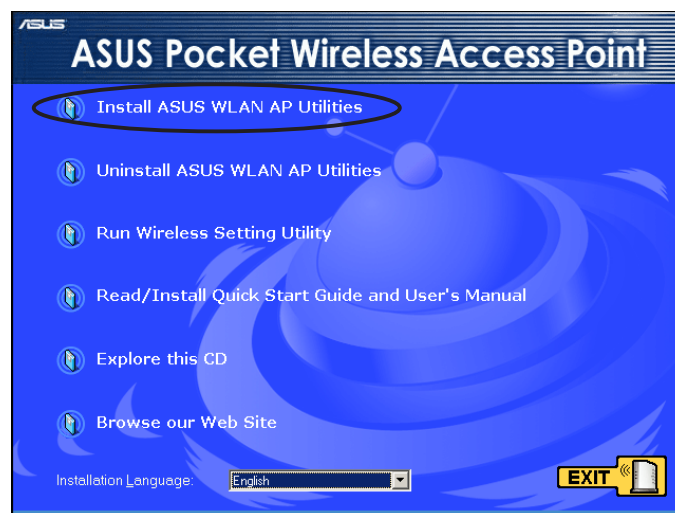 ASUS
ASUS Pocket Wireless Access Point
Install ASUS WLAN AP Utilities
Uninstall ASUS WLAN AP Utilities
Run Wireless Setting Utility
Read/Install Quick Start Guide and User's Manual
Explore this CD
Browse our Web Site
Installation Language: English
EXIT